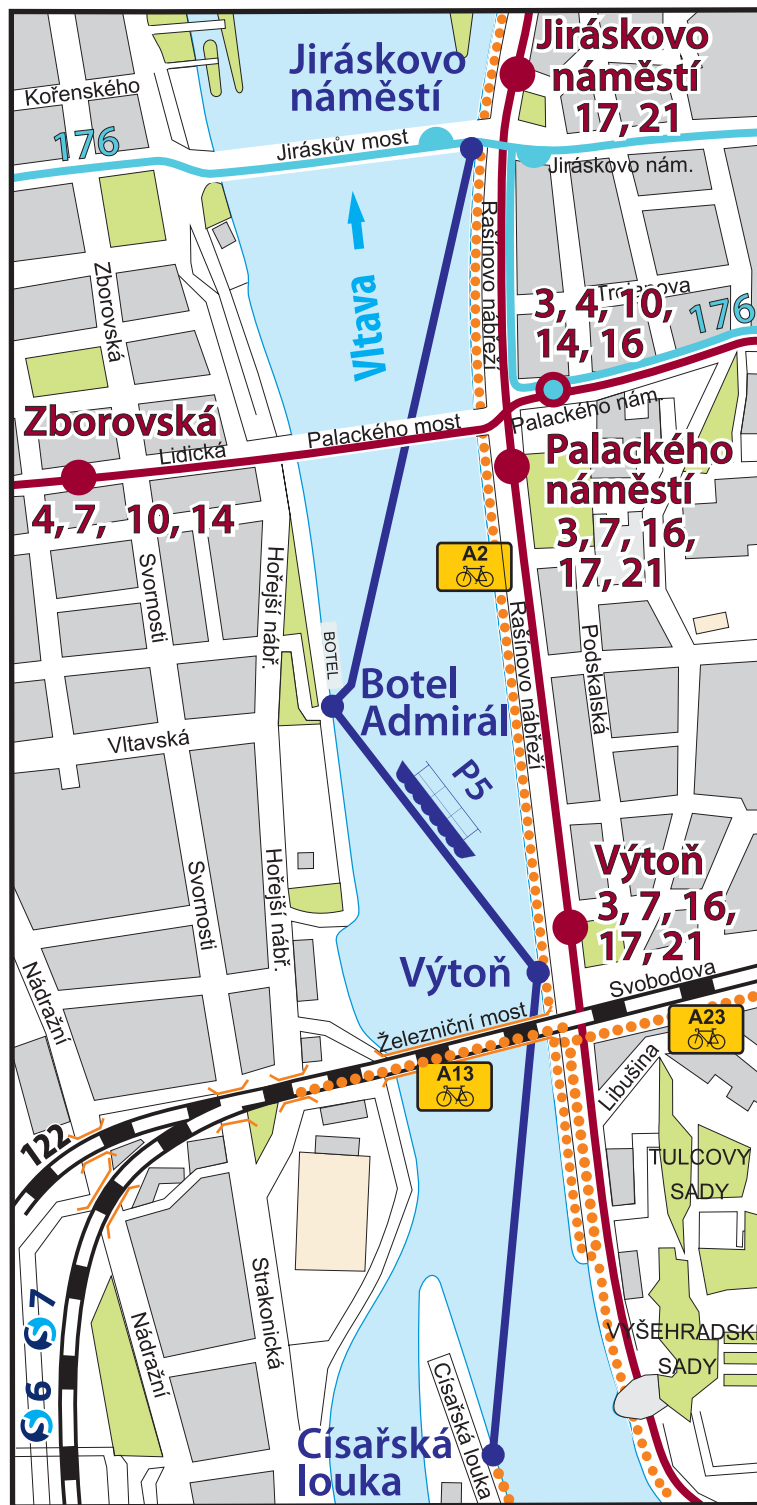 Jiráskovo
náměstí
Jiráskovo
náměstí
17, 21
Kořenského
176
Jiráskův most
Jiráskovo nám.
Rašínovo nábřeží
Vltava
Zborovská
Trojanova
3, 4, 10,
14, 16
176
Palackého nám.
Palackého most
Zborovská
Lidická
4, 7, 10, 14
Palackého
náměstí
3, 7, 16,
17, 21
A2
Svornosti
Hořejší nábř.
BOTEL
Rašínovo nábřeží
Podskalská
Botel
Admirál
Vltavská
P5
Výtoň
3, 7, 16,
17, 21
Svornosti
Hořejší nábř.
Nádražní
Výtoň
Svobodova
Železniční most
A23
A13
Libušina
122
TULCOVY
SADY
7
6
Nádražní
Strakonická
VYŠEHRADSKÉ
SADY
Císařská louka
Císařská
louka